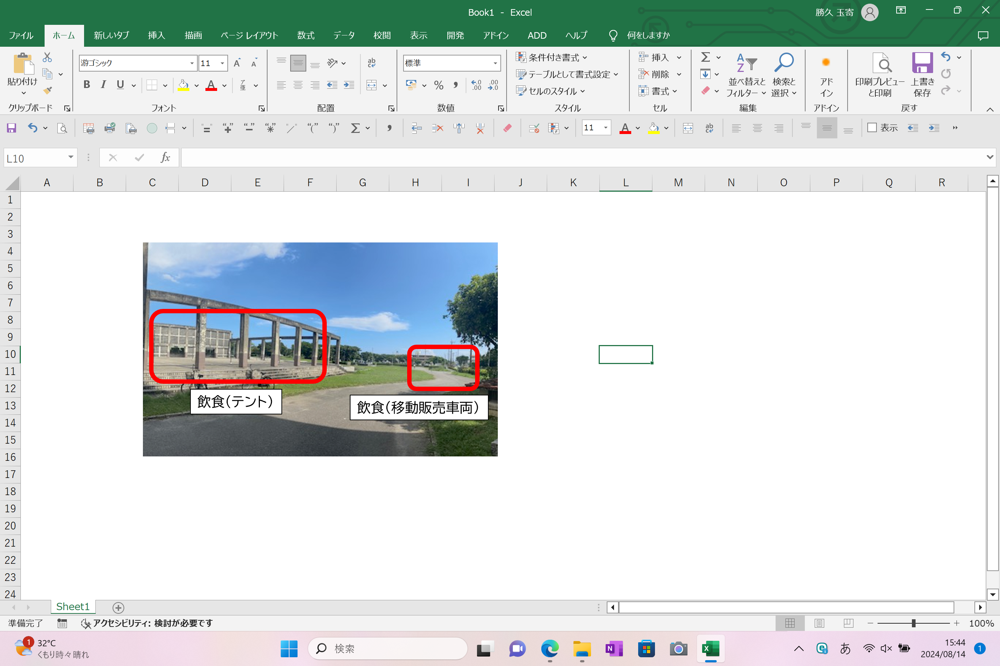 Book1 - Excel
勝久 玉寄
ファイル ホーム 新しいタブ 挿入 描画 ページ レイアウト 数式 データ 校閲 表示 開発 アドイン ADD ヘルプ 何をしますか
貼り付け
クリップボード
游ゴシック 11
B I U A ア亜
フォント
ab c
配置
標準
% , .0 .00 .00 .0
数値
条件付き書式
テーブルとして書式設定
セルのスタイル
スタイル
挿入
削除
書式
セル
Σ
AZ
並べ替えと
フィルター
検索と
選択
編集
アド
イン
アドイン
印刷プレビュー
と印刷
上書き
保存
戻す
"=" "+" "−" "✳" "/" "(" ")" Σ , 11 A ab c 表示
L10 fx
A B C D E F G H I J K L M N O P Q R
1
2
3
4
5
6
7
8
9
10
11
12
13
14
15
16
17
18
19
20
21
22
23
24
飲食(テント)
飲食(移動販売車両)
Sheet1
準備完了 アクセシビリティ: 検討が必要です 100%
1 32°C
くもり時々晴れ
検索
あ
15:44
2024/08/14
1